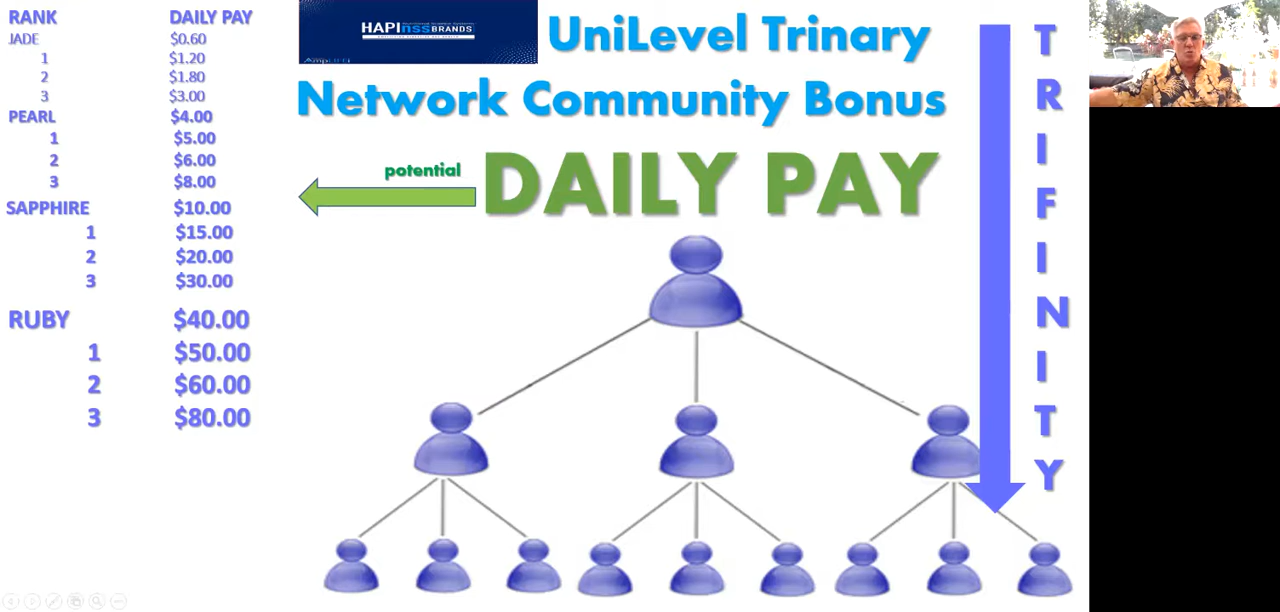 RANK DAILY PAY
JADE $0.60
1 $1.20
2 $1.80
3 $3.00
PEARL $4.00
1 $5.00
2 $6.00
3 $8.00
SAPPHIRE $10.00
1 $15.00
2 $20.00
3 $30.00
RUBY $40.00
1 $50.00
2 $60.00
3 $80.00
HAPInssBRANDS
UniLevel Trinary
Network Community Bonus
potential
DAILY PAY
T
R
I
F
I
N
I
T
Y